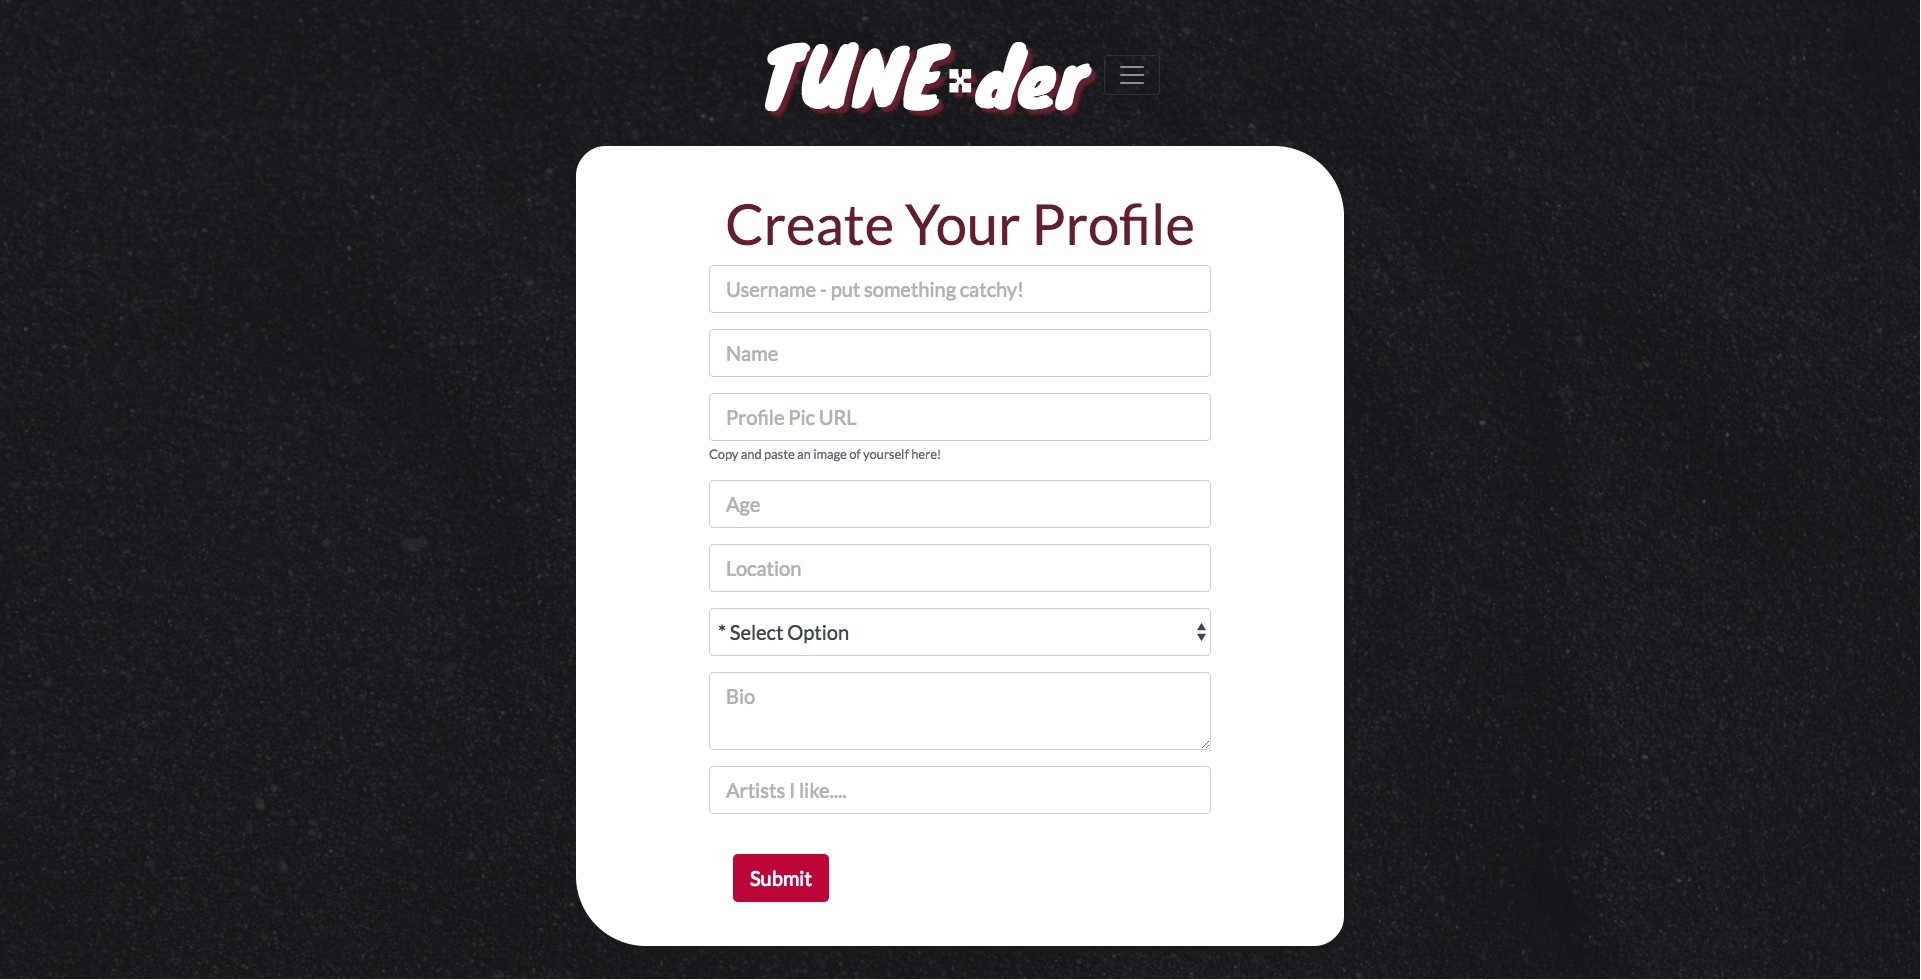 TUNE der
Create Your Profile
Username - put something catchy!
Name
Profile Pic URL
Copy and paste an image of yourself here!
Age
Location
* Select Option
Bio
Artists I like....
Submit